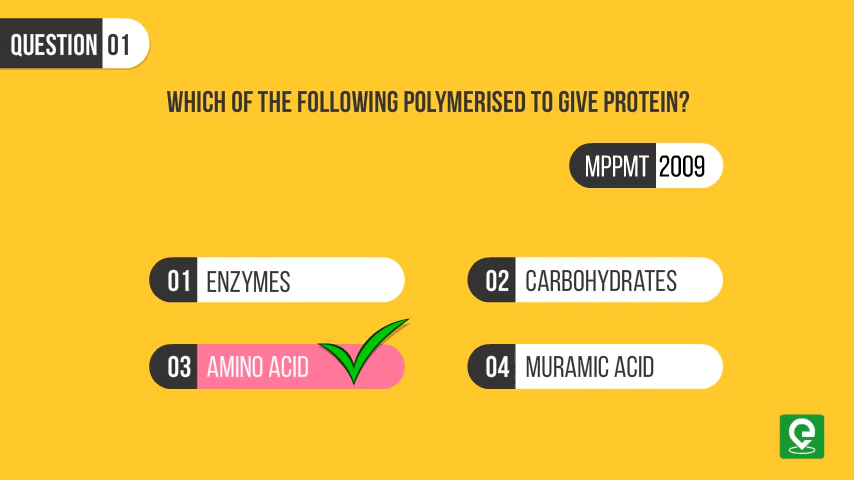 QUESTION 01
WHICH OF THE FOLLOWING POLYMERISED TO GIVE PROTEIN?
MPPMT 2009
01 ENZYMES
02 CARBOHYDRATES
03 AMINO ACID
04 MURAMIC ACID